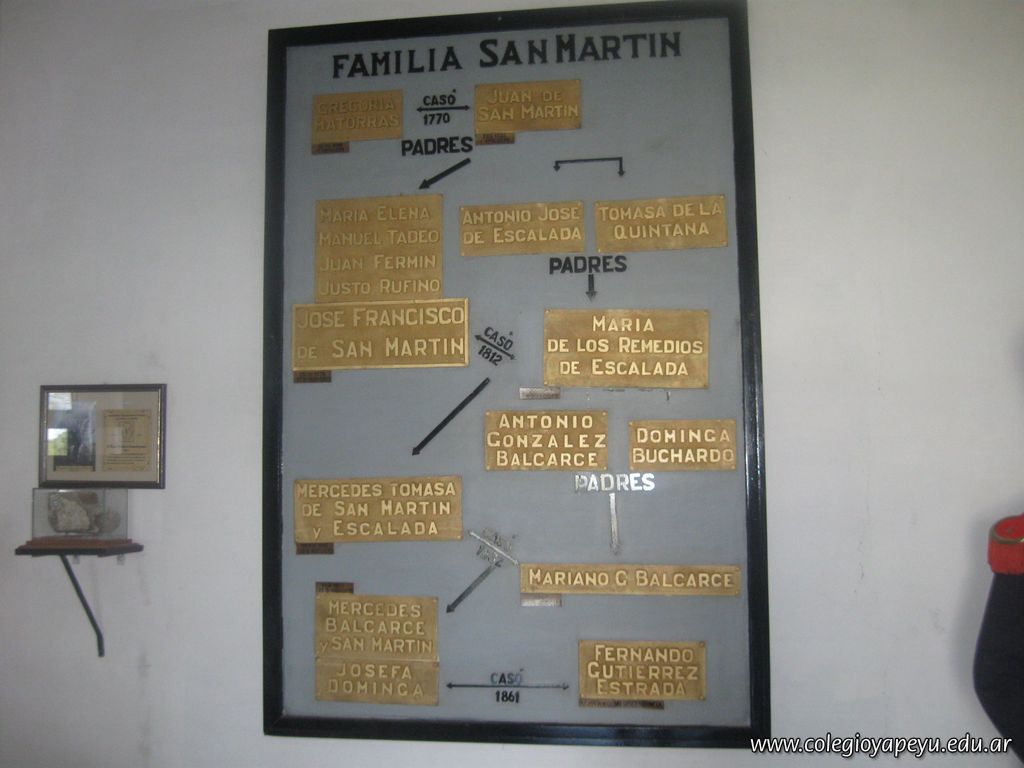 FAMILIA SAN MARTIN
GREGORIA
MATORRAS
CASÓ
1770
JUAN DE
SAN MARTIN
PADRES
MARIA ELENA
MANUEL TADEO
JUAN FERMIN
JUSTO RUFINO
ANTONIO JOSE
DE ESCALADA
TOMASA DE LA
QUINTANA
PADRES
JOSE FRANCISCO
DE SAN MARTIN
CASÓ
1812
MARIA
DE LOS REMEDIOS
DE ESCALADA
ANTONIO
GONZALEZ
BALCARCE
DOMINGA
BUCHARDO
PADRES
MERCEDES TOMASA
DE SAN MARTIN
y ESCALADA
CASÓ
MARIANO G BALCARCE
MERCEDES
BALCARCE
y SAN MARTIN
JOSEFA
DOMINGA
CASÓ
1861
FERNANDO
GUTIERREZ
ESTRADA
www.colegioyapeyu.edu.ar